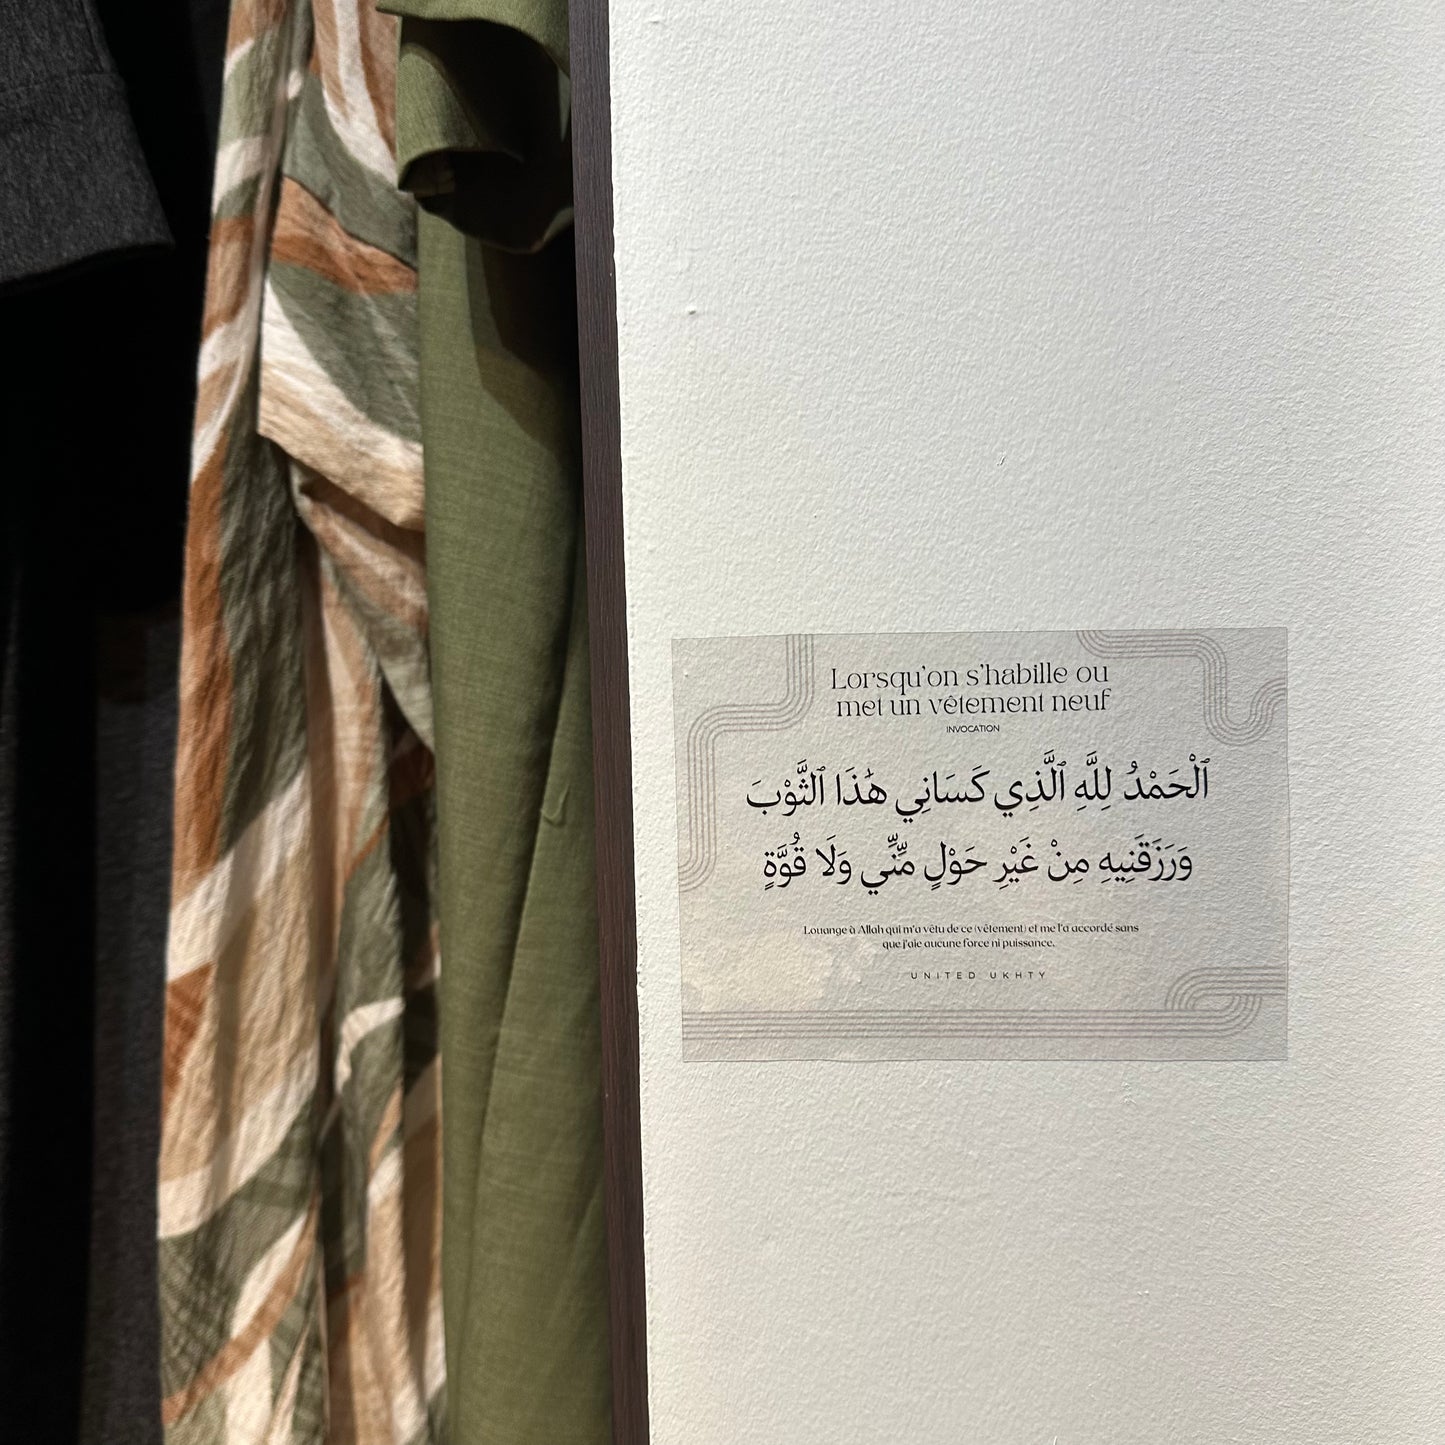 Lorsqu'on s'habille ou
met un vêtement neuf
INVOCATION
ٱلْحَمْدُ لِلَّهِ ٱلَّذِي كَسَانِي هَٰذَا ٱلثَّوْبَ
وَرَزَقَنِيهِ مِنْ غَيْرِ حَوْلٍ مِّنِّي وَلَا قُوَّةٍ
Louange à Allah qui m'a vêtu de ce (vêtement) et me l'a accordé sans
que j'aie aucune force ni puissance.
UNITED UKHTY